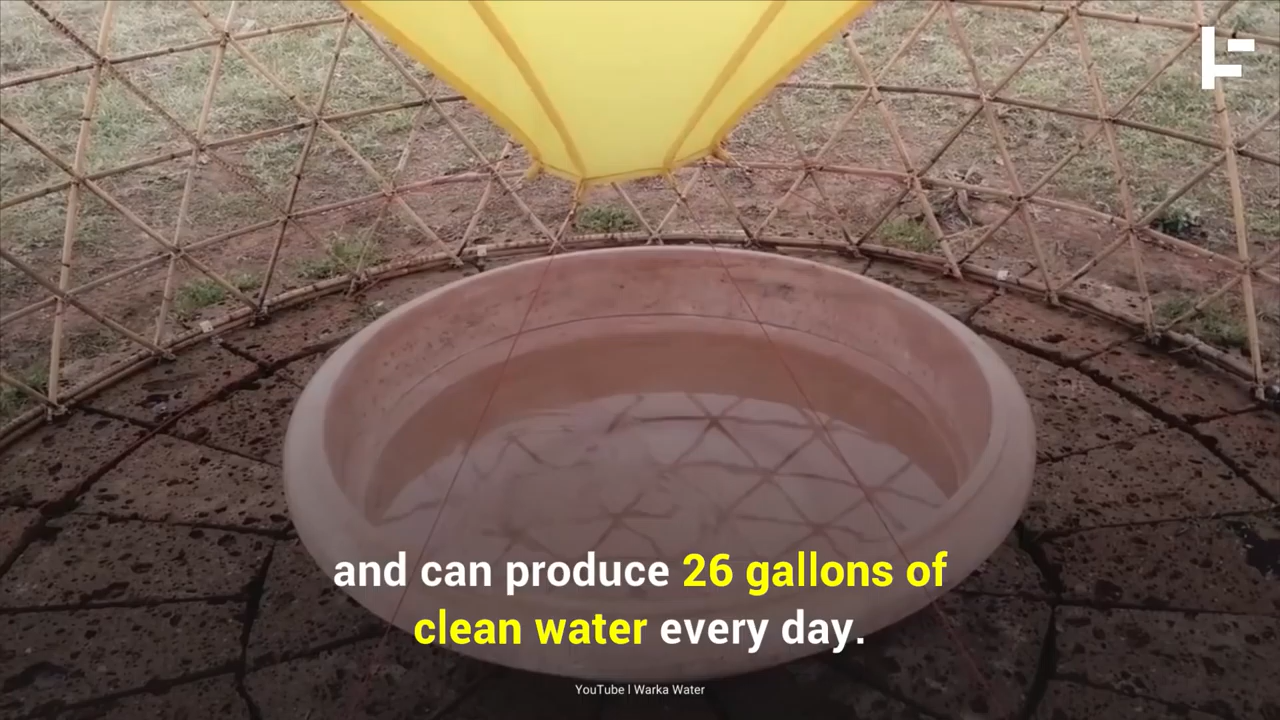 and can produce 26 gallons of
clean water every day.
YouTube | Warka Water